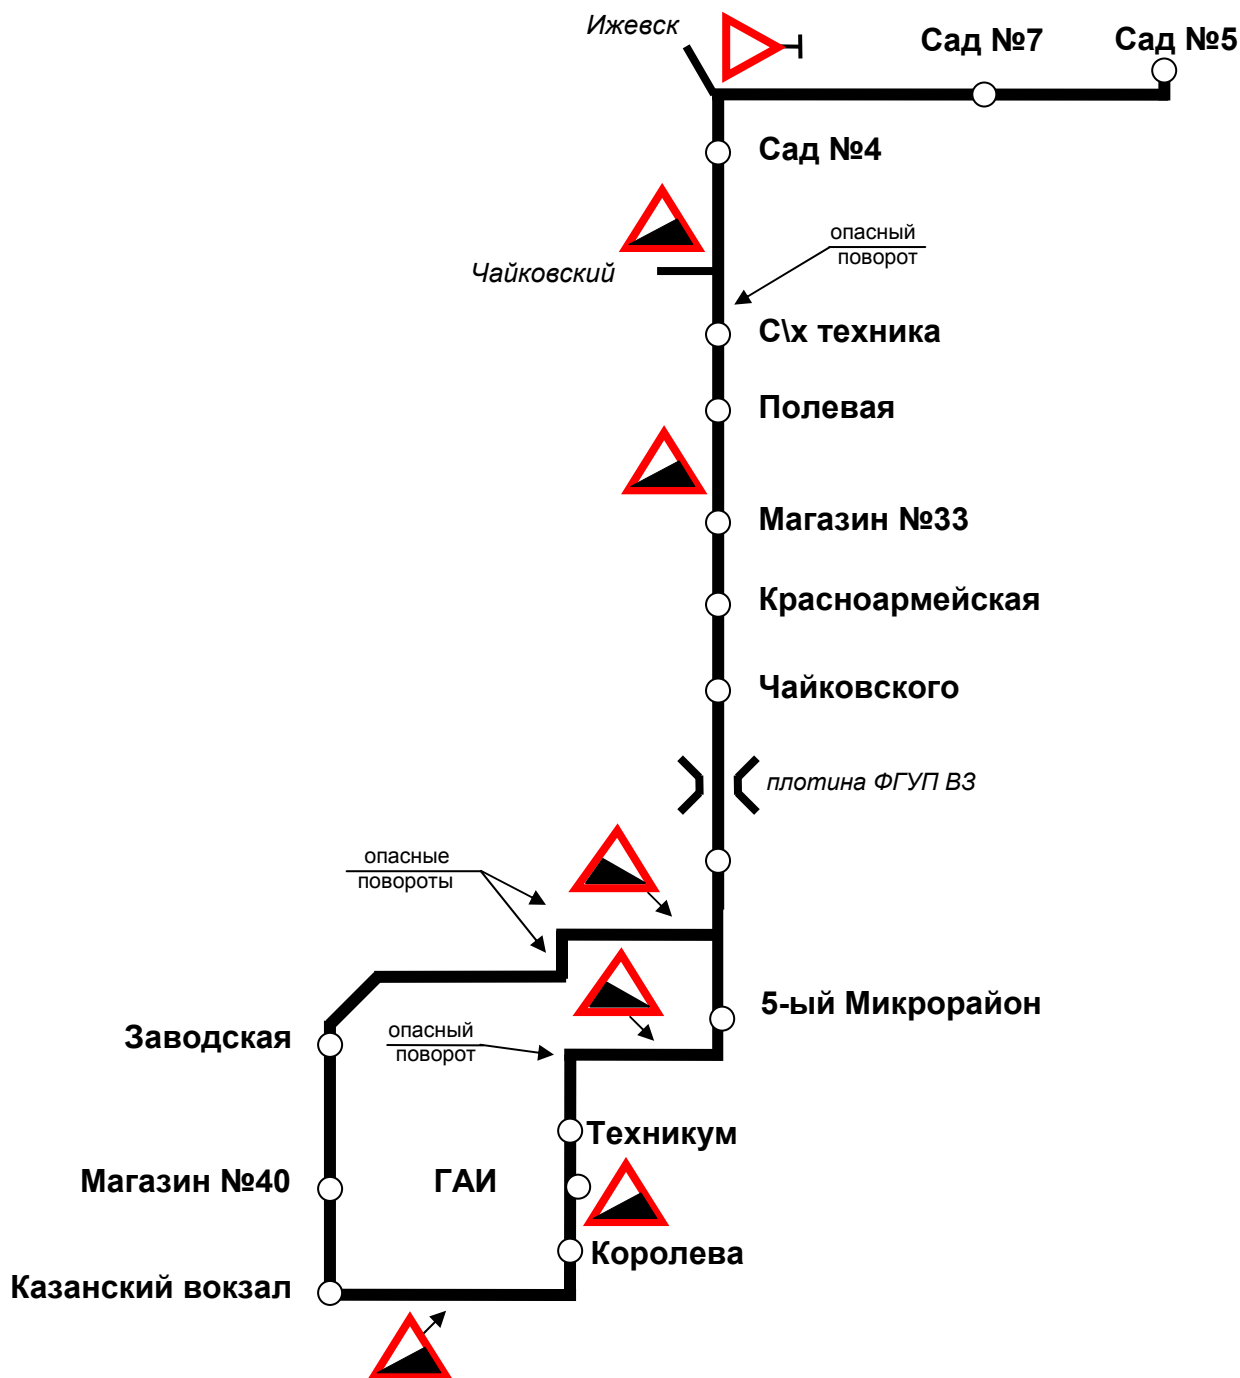 Ижевск
Сад №7
Сад №5
Сад №4
опасный
поворот
Чайковский
С\х техника
Полевая
Магазин №33
Красноармейская
Чайковского
плотина ФГУП ВЗ
опасные
повороты
5-ый Микрорайон
Заводская
опасный
поворот
Техникум
Магазин №40
ГАИ
Королева
Казанский вокзал